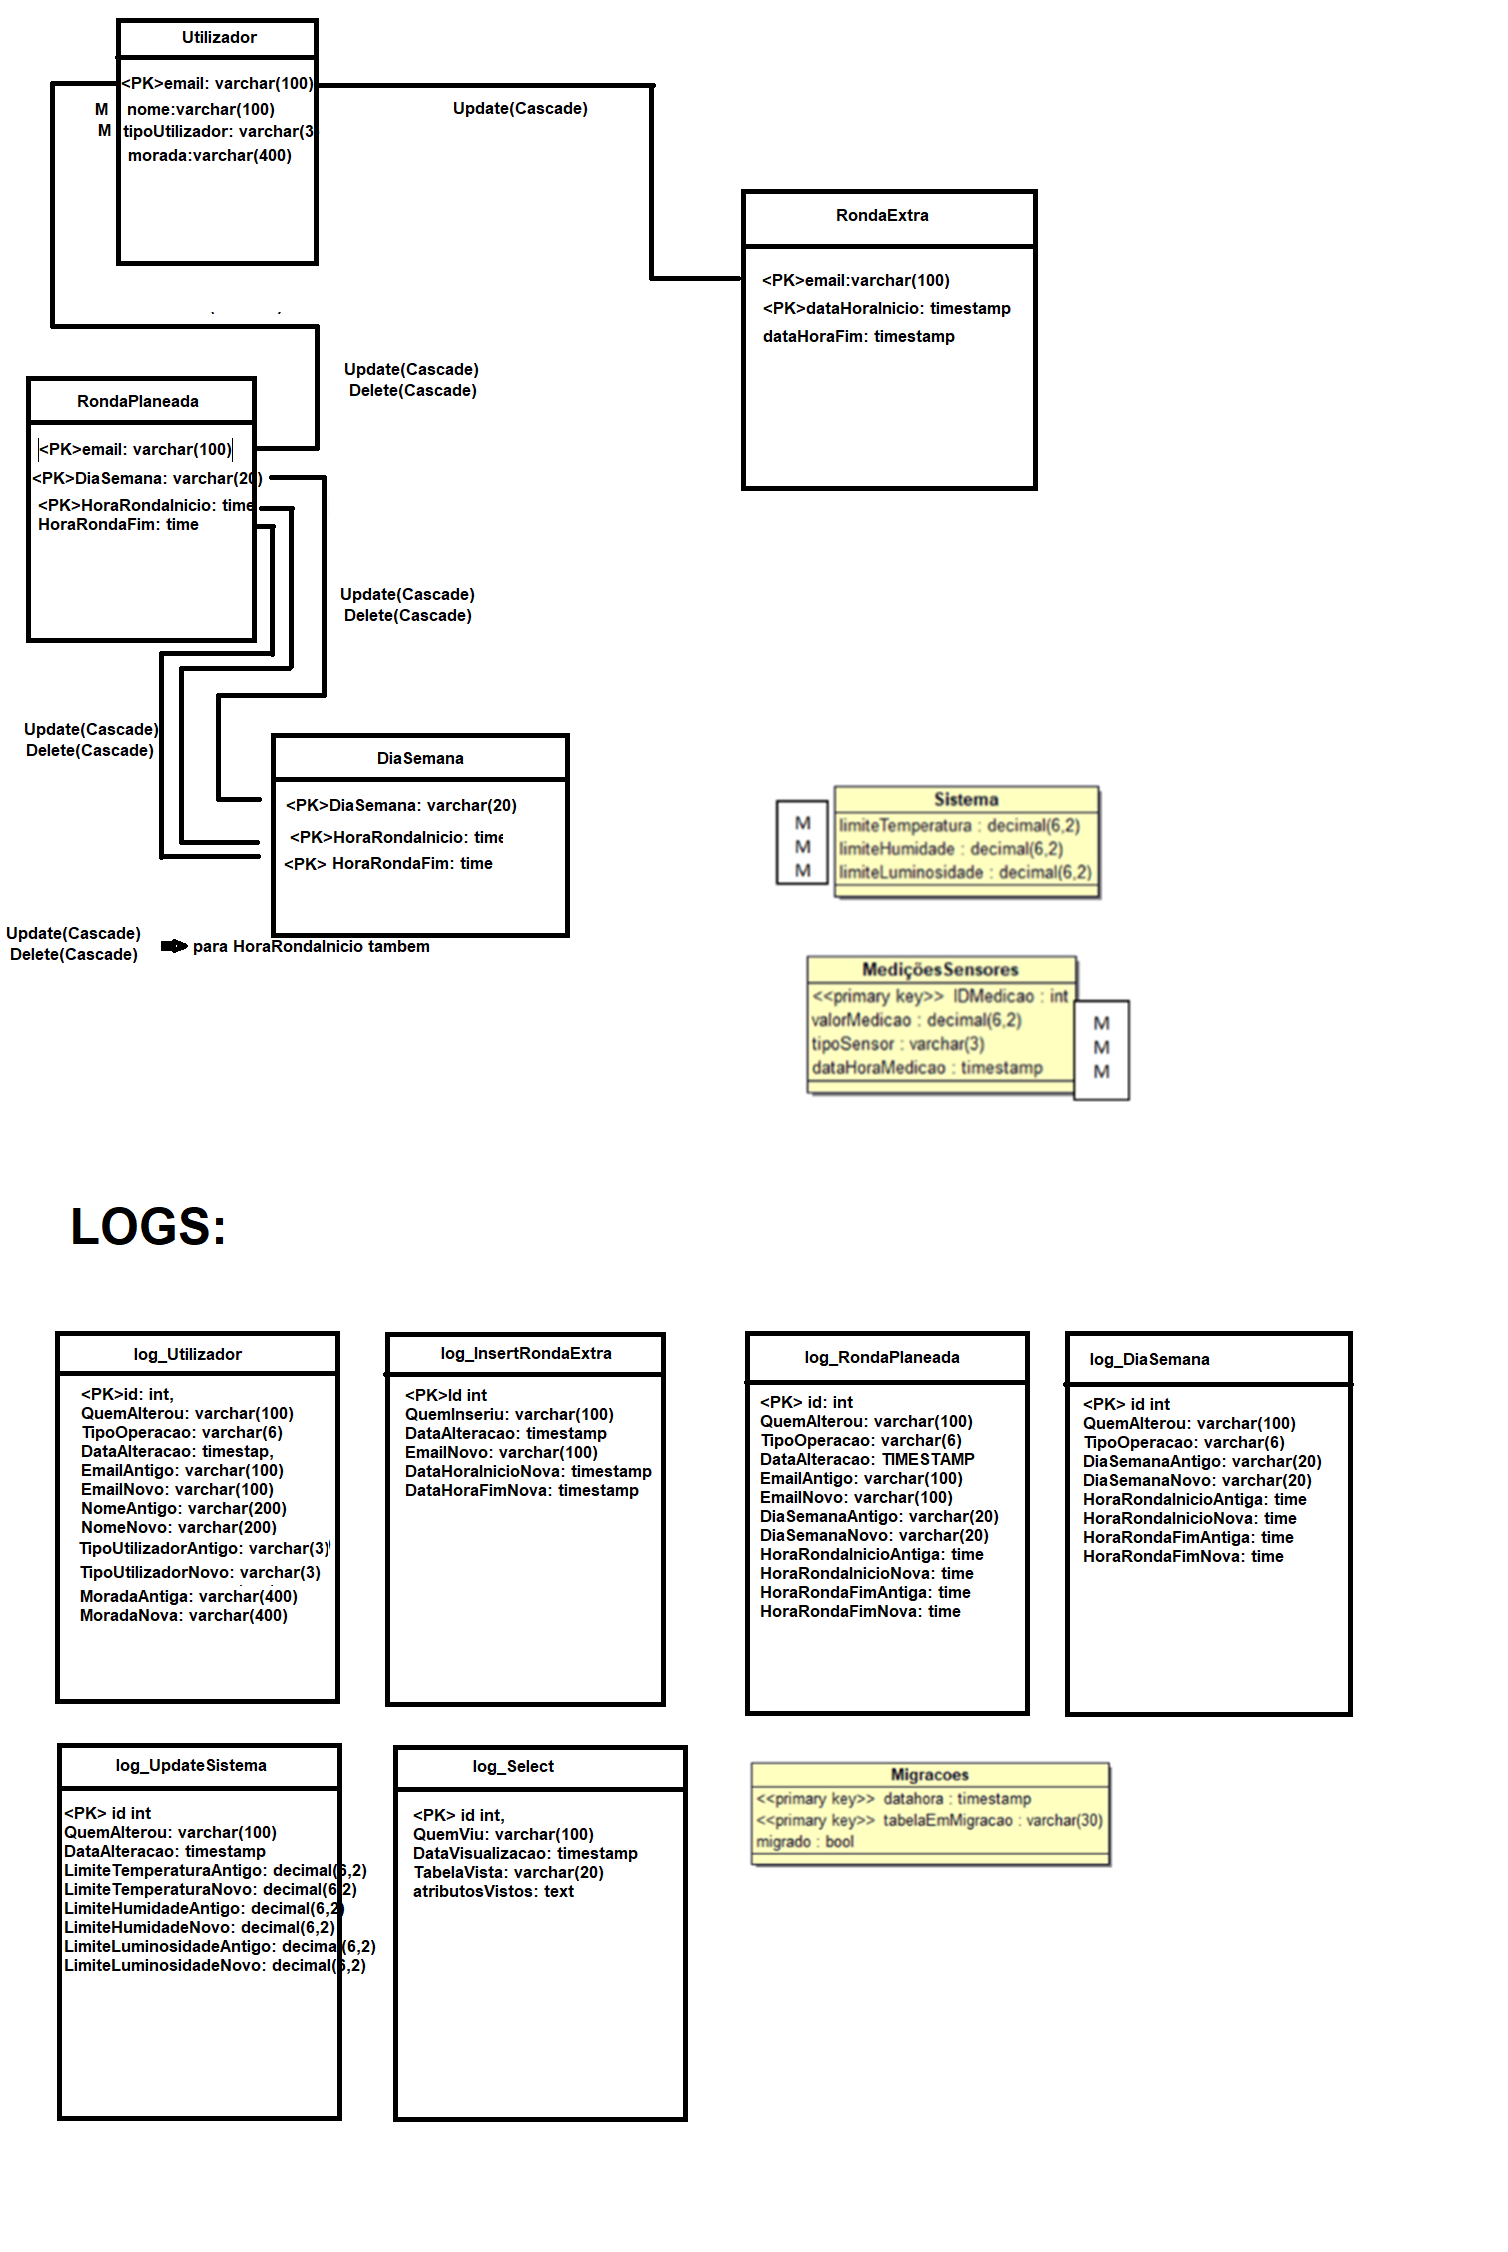 Utilizador
<PK>email: varchar(100)
M nome:varchar(100)
M tipoUtilizador: varchar(3
morada:varchar(400)
Update(Cascade)
RondaExtra
<PK>email:varchar(100)
<PK>dataHoraInicio: timestamp
dataHoraFim: timestamp
Update(Cascade)
Delete(Cascade)
RondaPlaneada
<PK>email: varchar(100)
<PK>DiaSemana: varchar(20)
<PK>HoraRondaInicio: time
HoraRondaFim: time
Update(Cascade)
Delete(Cascade)
Update(Cascade)
Delete(Cascade)
DiaSemana
<PK>DiaSemana: varchar(20)
<PK>HoraRondaInicio: time
<PK> HoraRondaFim: time
Update(Cascade)
Delete(Cascade)
para HoraRondaInicio tambem
Sistema
M limiteTemperatura : decimal(6,2)
M limiteHumidade : decimal(6,2)
M limiteLuminosidade : decimal(6,2)
MediçõesSensores
<<primary key>> IDMedicao : int
valorMedicao : decimal(6,2) M
tipoSensor : varchar(3) M
dataHoraMedicao : timestamp M
LOGS:
log_Utilizador
<PK>id: int,
QuemAlterou: varchar(100)
TipoOperacao: varchar(6)
DataAlteracao: timestap,
EmailAntigo: varchar(100)
EmailNovo: varchar(100)
NomeAntigo: varchar(200)
NomeNovo: varchar(200)
TipoUtilizadorAntigo: varchar(3)
TipoUtilizadorNovo: varchar(3)
MoradaAntiga: varchar(400)
MoradaNova: varchar(400)
log_InsertRondaExtra
<PK>Id int
QuemInseriu: varchar(100)
DataAlteracao: timestamp
EmailNovo: varchar(100)
DataHoraInicioNova: timestamp
DataHoraFimNova: timestamp
log_RondaPlaneada
<PK> id: int
QuemAlterou: varchar(100)
TipoOperacao: varchar(6)
DataAlteracao: TIMESTAMP
EmailAntigo: varchar(100)
EmailNovo: varchar(100)
DiaSemanaAntigo: varchar(20)
DiaSemanaNovo: varchar(20)
HoraRondaInicioAntiga: time
HoraRondaInicioNova: time
HoraRondaFimAntiga: time
HoraRondaFimNova: time
log_DiaSemana
<PK> id int
QuemAlterou: varchar(100)
TipoOperacao: varchar(6)
DiaSemanaAntigo: varchar(20)
DiaSemanaNovo: varchar(20)
HoraRondaInicioAntiga: time
HoraRondaInicioNova: time
HoraRondaFimAntiga: time
HoraRondaFimNova: time
log_UpdateSistema
<PK> id int
QuemAlterou: varchar(100)
DataAlteracao: timestamp
LimiteTemperaturaAntigo: decimal(6,2)
LimiteTemperaturaNovo: decimal(6,2)
LimiteHumidadeAntigo: decimal(6,2)
LimiteHumidadeNovo: decimal(6,2)
LimiteLuminosidadeAntigo: decimal(6,2)
LimiteLuminosidadeNovo: decimal(6,2)
log_Select
<PK> id int,
QuemViu: varchar(100)
DataVisualizacao: timestamp
TabelaVista: varchar(20)
atributosVistos: text
Migracoes
<<primary key>> datahora : timestamp
<<primary key>> tabelaEmMigracao : varchar(30)
migrado : bool